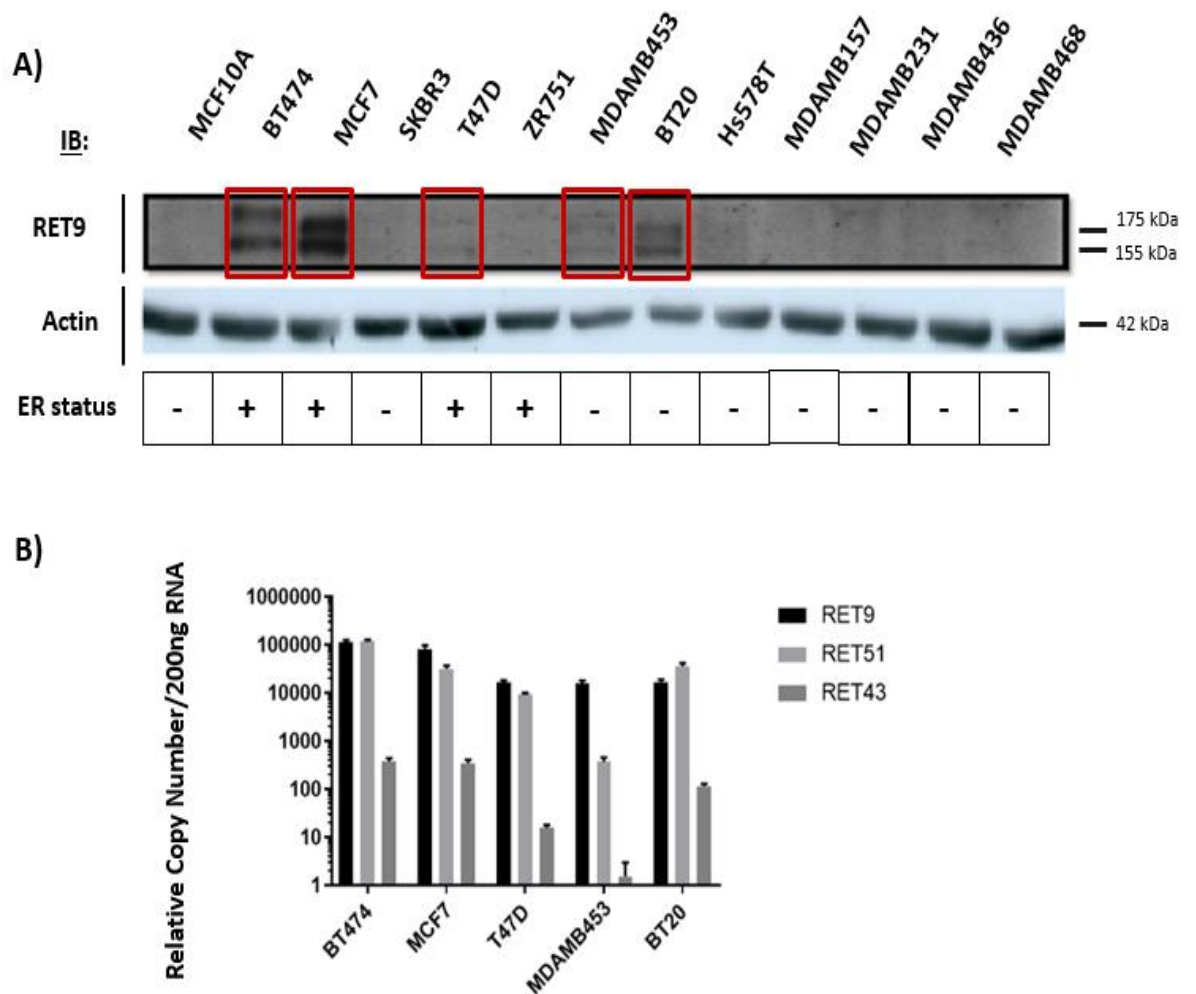 A)
MCF10A
BT474
MCF7
SKBR3
T47D
ZR751
MDAMB453
BT20
Hs578T
MDAMB157
MDAMB231
MDAMB436
MDAMB468
IB:
RET9
175 kDa
155 kDa
Actin
42 kDa
ER status
- + + - + + - - - - - - -
B)
Relative Copy Number/200ng RNA
1000000
100000
10000
1000
100
10
1
BT474
MCF7
T47D
MDAMB453
BT20
RET9
RET51
RET43